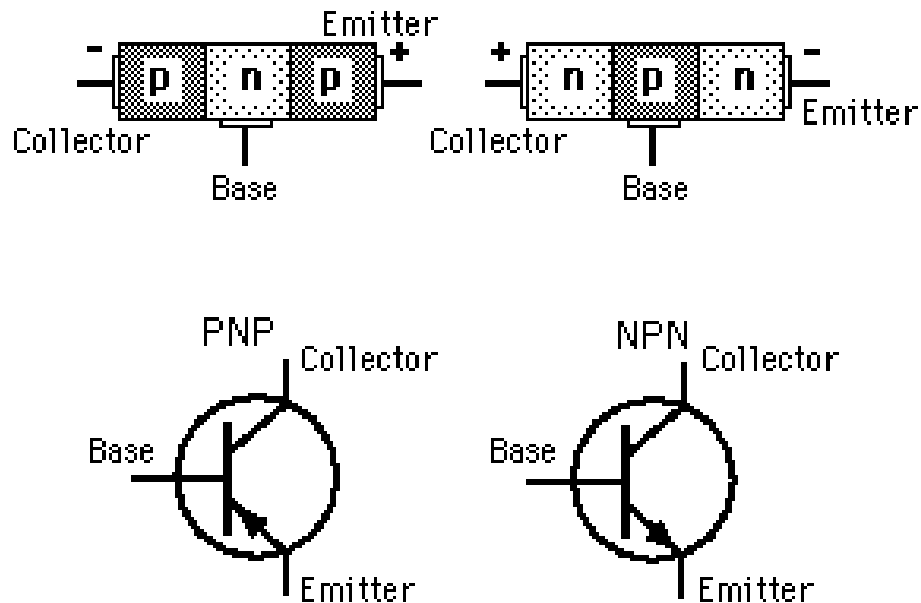 Emitter
- + + -
p n p n p n
Collector Collector Emitter
Base Base
PNP NPN
Collector Collector
Base Base
Emitter Emitter